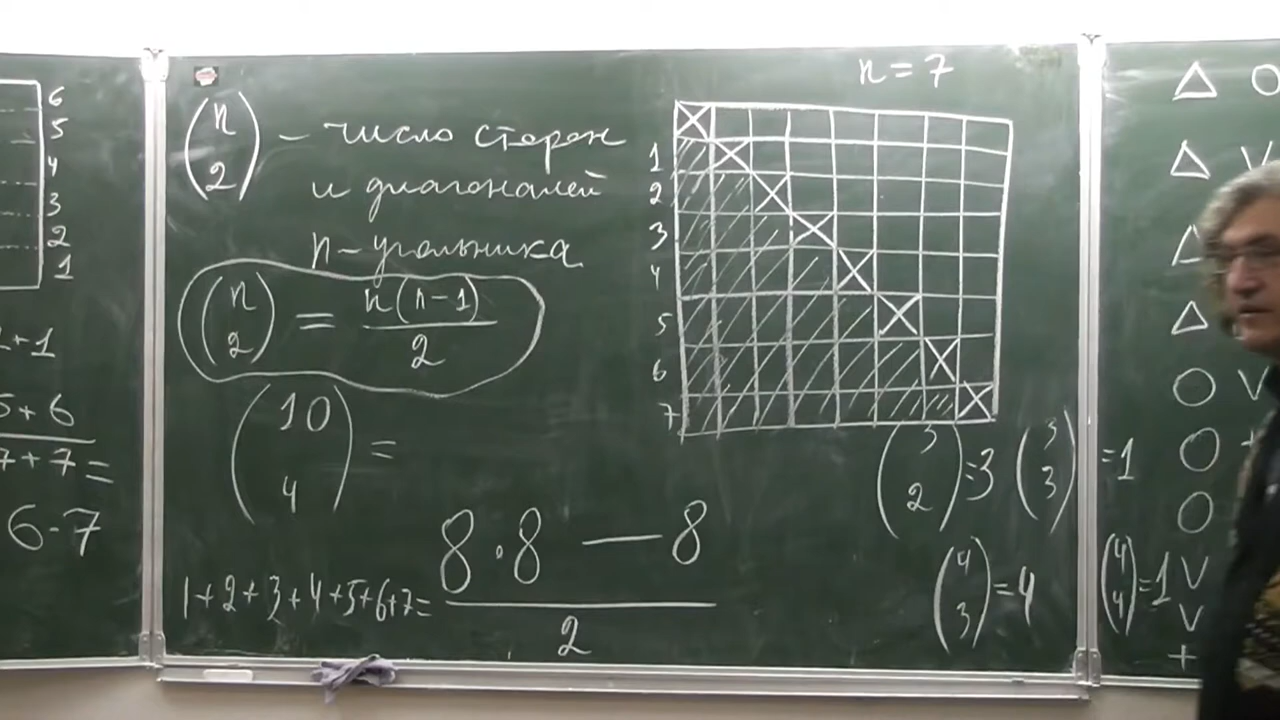 6
5
4
3
2
1
+1
5+6
7+7=
6-7
(n 2) – число сторон
и диагоналей
n-угольника
(n 2) = n(n-1)/2
(10 4) =
1+2+3+4+5+6+7= 8·8 — 8 / 2
n = 7
1
2
3
4
5
6
7
(3 2) =3 (3 3) =1
(4 3) =4 (4 4) =1
△ O
△ V
△
△
O V
O
O
V
V
+